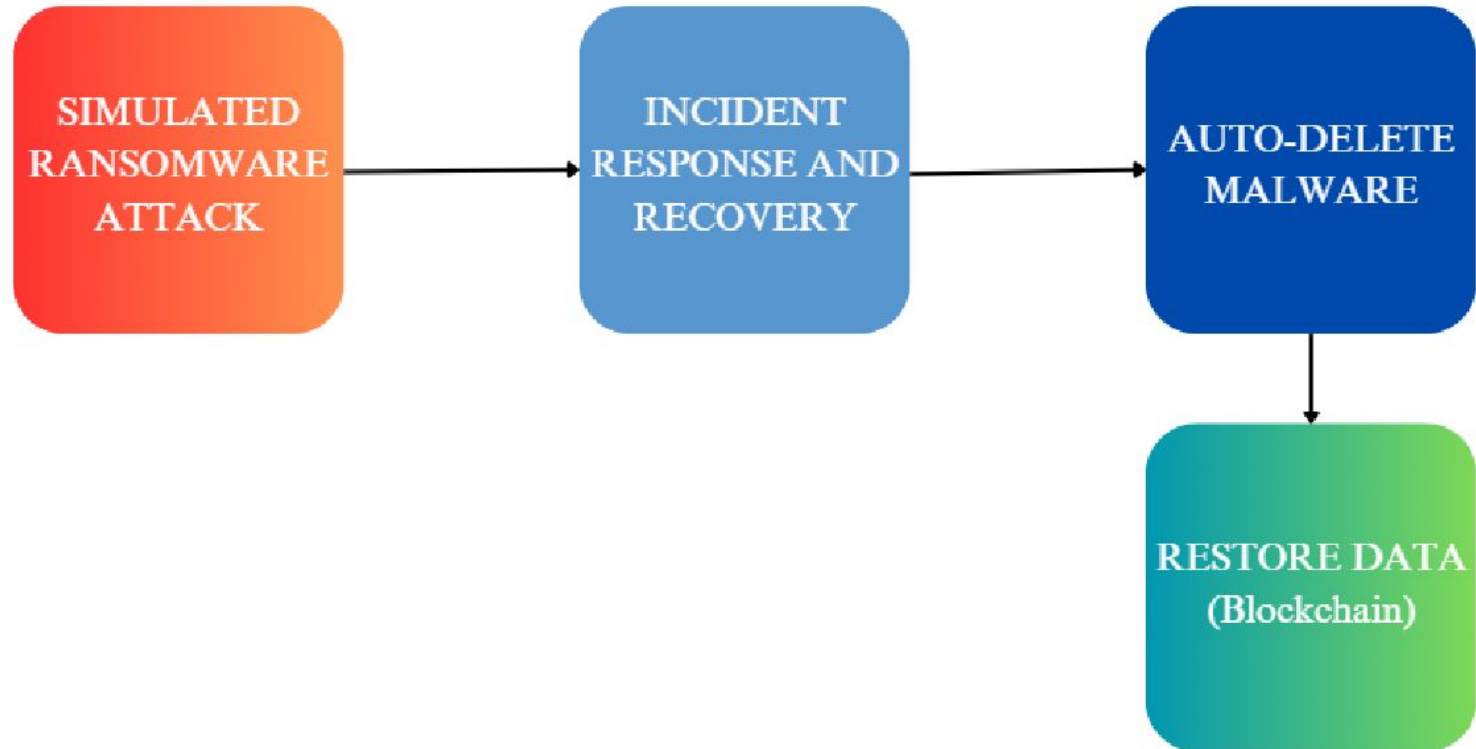 SIMULATED
RANSOMWARE
ATTACK
INCIDENT
RESPONSE AND
RECOVERY
AUTO-DELETE
MALWARE
RESTORE DATA
(Blockchain)